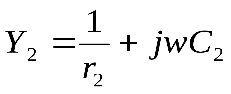 Y₂ = 1/r₂ + jwC₂